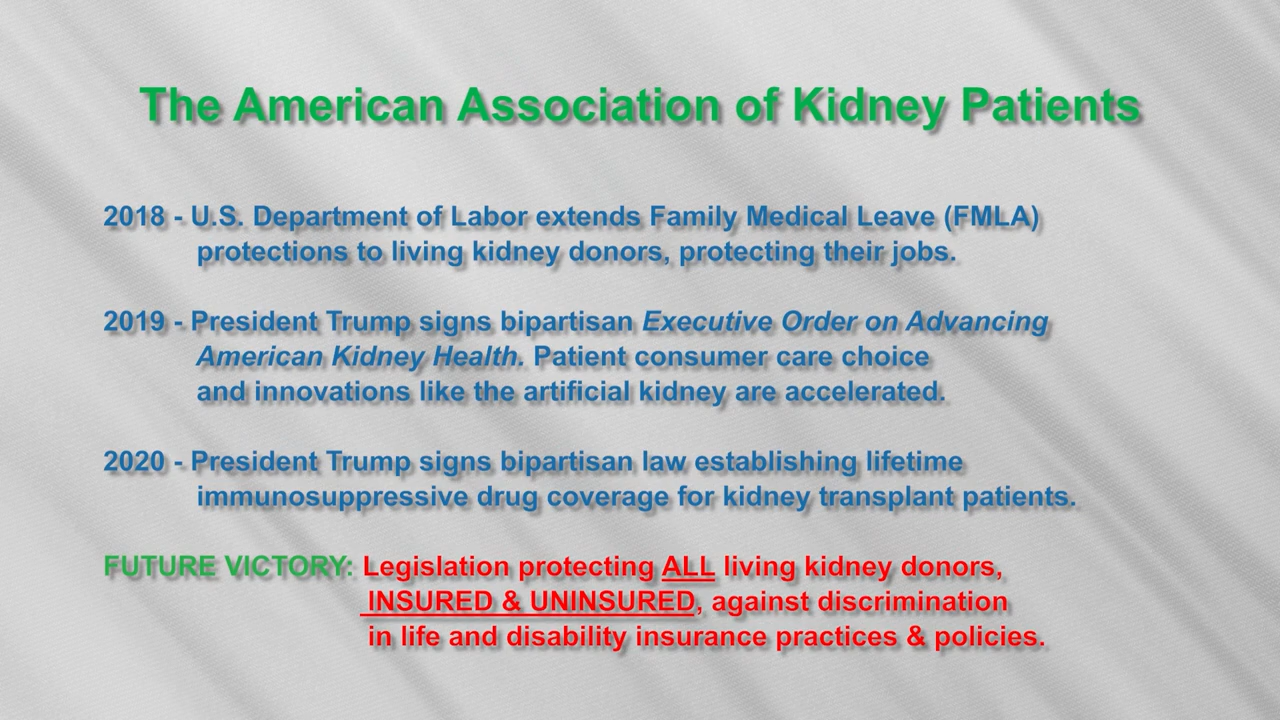 The American Association of Kidney Patients
2018 - U.S. Department of Labor extends Family Medical Leave (FMLA)
protections to living kidney donors, protecting their jobs.
2019 - President Trump signs bipartisan Executive Order on Advancing
American Kidney Health. Patient consumer care choice
and innovations like the artificial kidney are accelerated.
2020 - President Trump signs bipartisan law establishing lifetime
immunosuppressive drug coverage for kidney transplant patients.
FUTURE VICTORY: Legislation protecting ALL living kidney donors,
INSURED & UNINSURED, against discrimination
in life and disability insurance practices & policies.